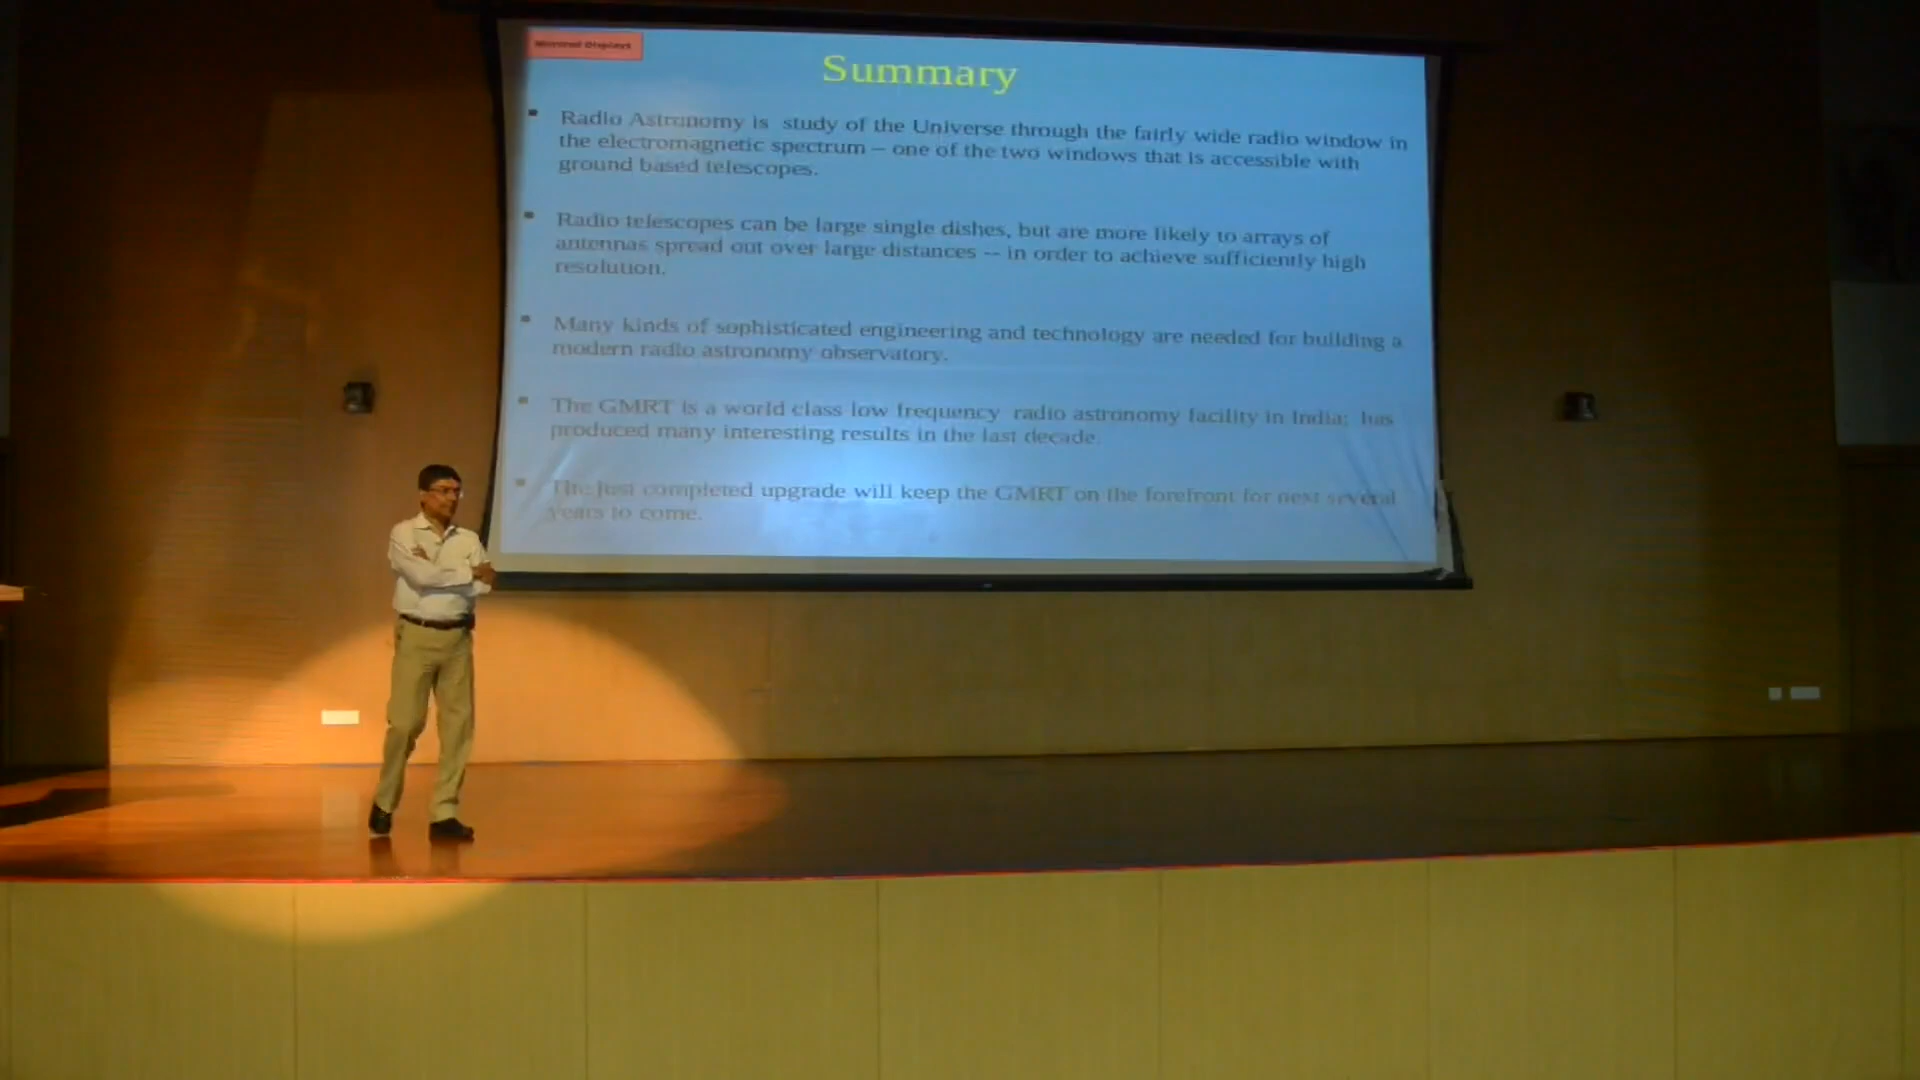 Summary
Radio Astronomy is study of the Universe through the fairly wide radio window in
the electromagnetic spectrum – one of the two windows that is accessible with
ground based telescopes.
Radio telescopes can be large single dishes, but are more likely to arrays of
antennas spread out over large distances -- in order to achieve sufficiently high
resolution.
Many kinds of sophisticated engineering and technology are needed for building a
modern radio astronomy observatory.
The GMRT is a world class low frequency radio astronomy facility in India; has
produced many interesting results in the last decade.
The just completed upgrade will keep the GMRT on the forefront for next several
years to come.